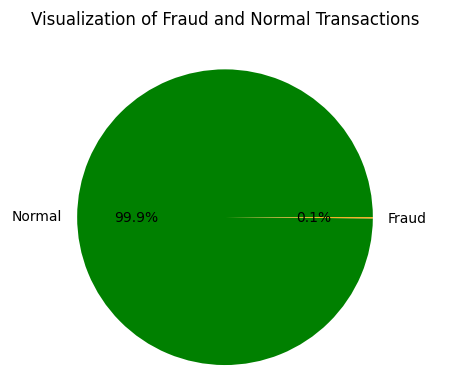 Visualization of Fraud and Normal Transactions
Normal
99.9%
0.1%
Fraud